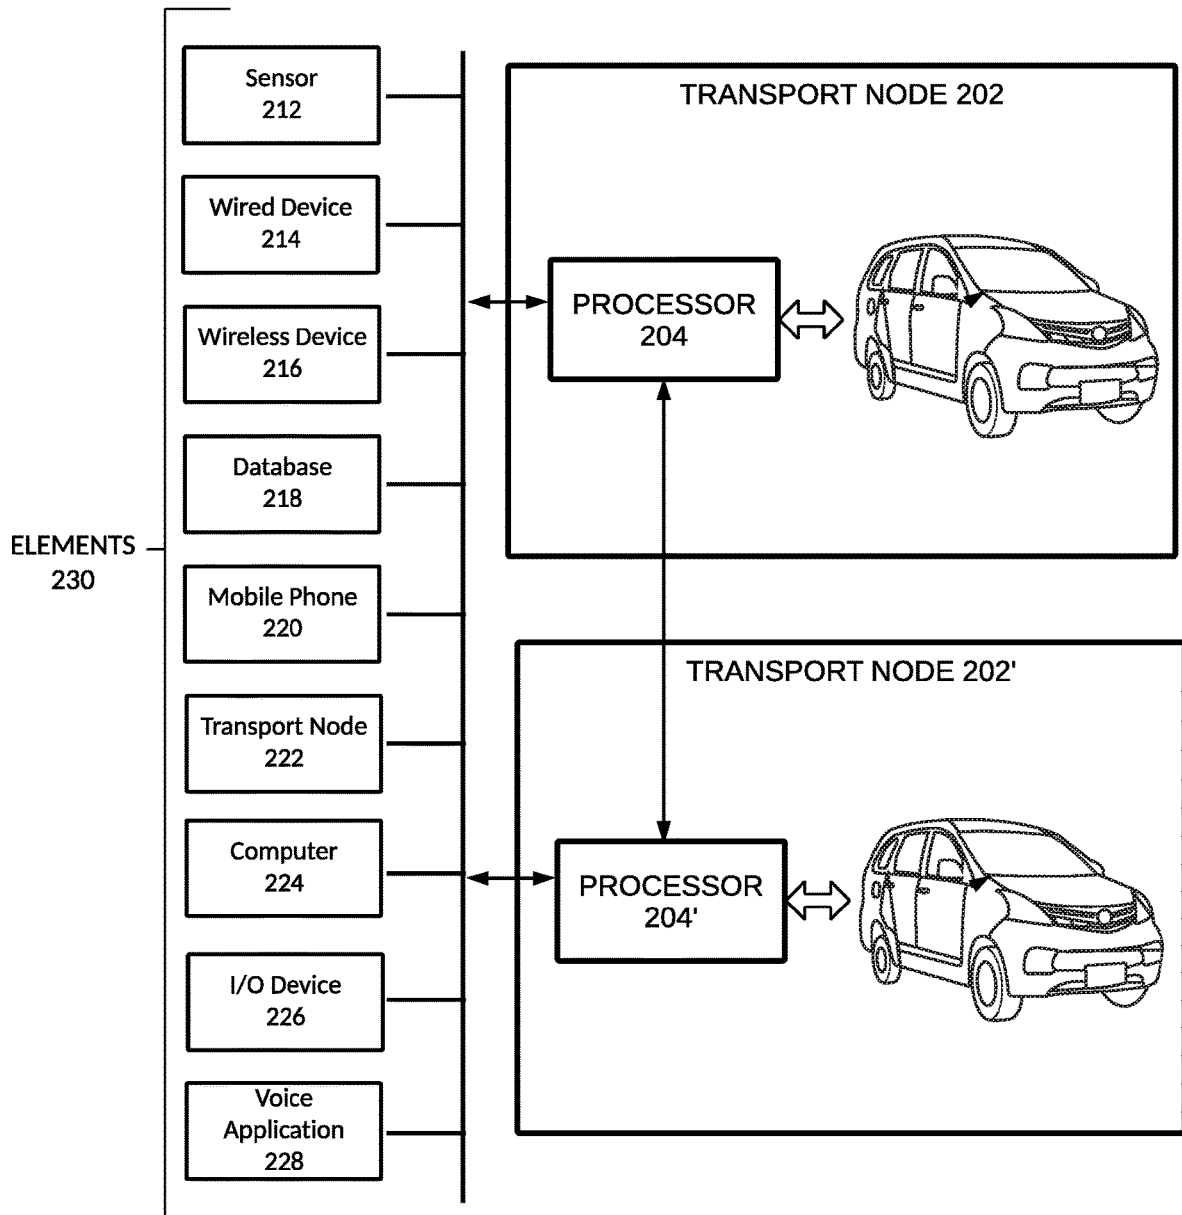 ELEMENTS
230
Sensor
212
Wired Device
214
Wireless Device
216
Database
218
Mobile Phone
220
Transport Node
222
Computer
224
I/O Device
226
Voice
Application
228
TRANSPORT NODE 202
PROCESSOR
204
TRANSPORT NODE 202'
PROCESSOR
204'